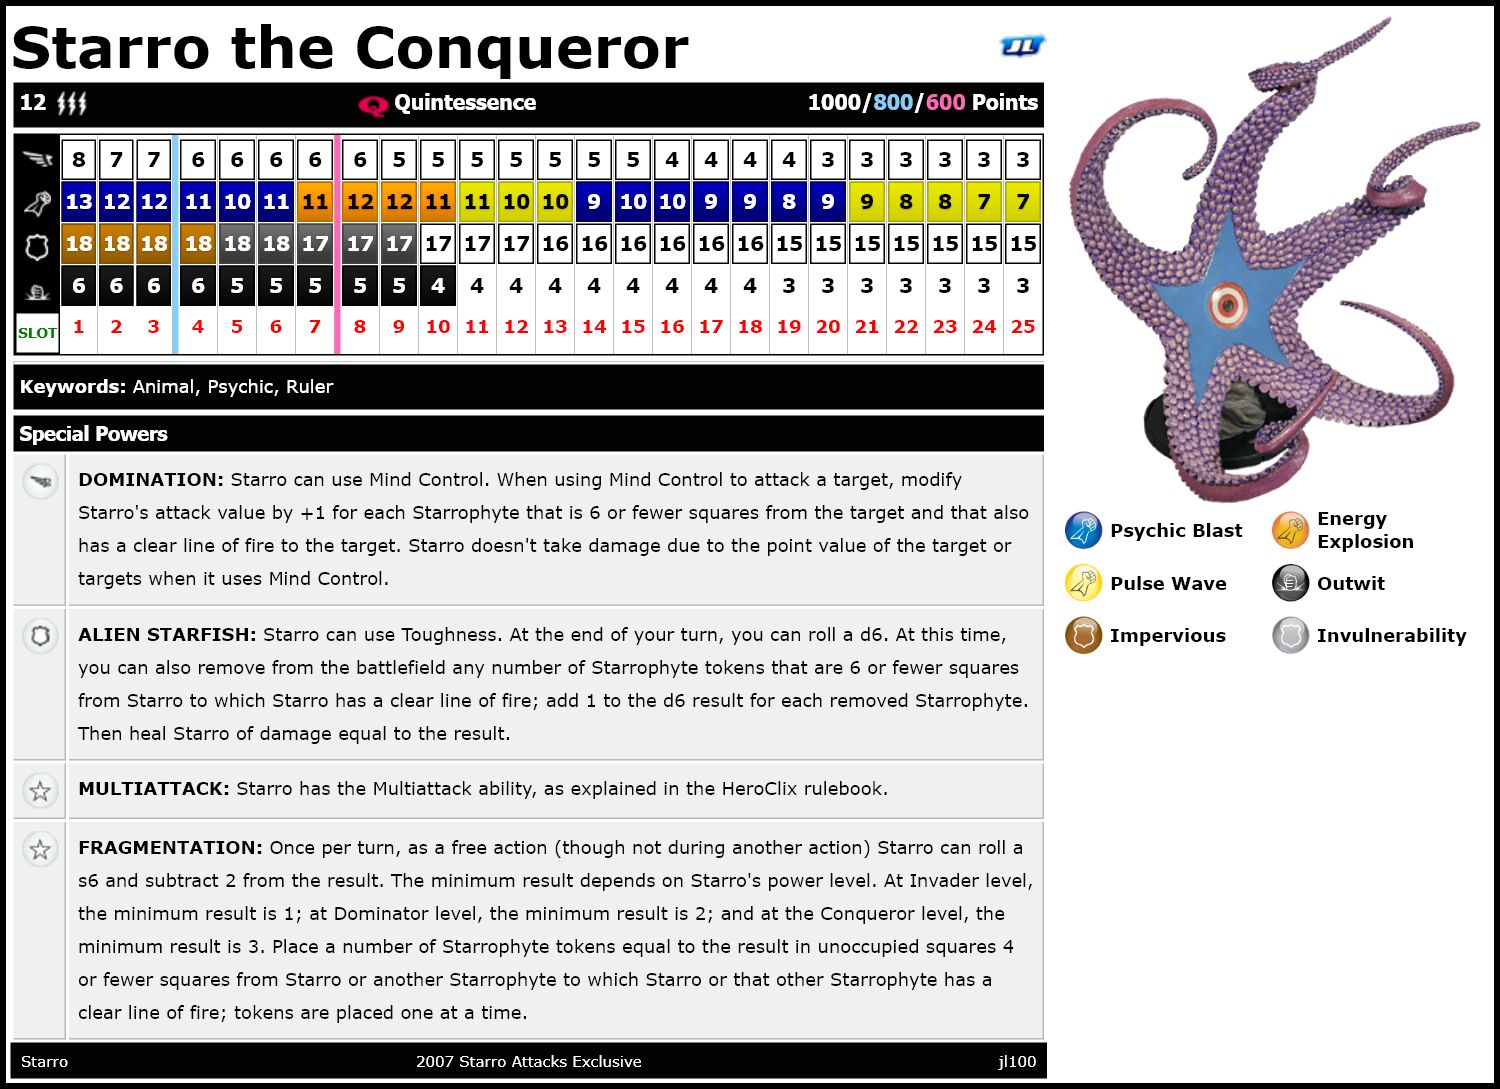 Starro the Conqueror
JL
12 Quintessence 1000/800/600 Points
8 7 7 6 6 6 6 6 5 5 5 5 5 5 5 4 4 4 4 3 3 3 3 3 3
13 12 12 11 10 11 11 12 12 11 11 10 10 9 10 10 9 9 8 9 9 8 8 7 7
18 18 18 18 18 18 17 17 17 17 17 17 16 16 16 16 16 16 15 15 15 15 15 15 15
6 6 6 6 5 5 5 5 5 4 4 4 4 4 4 4 4 4 3 3 3 3 3 3 3
SLOT 1 2 3 4 5 6 7 8 9 10 11 12 13 14 15 16 17 18 19 20 21 22 23 24 25
Keywords: Animal, Psychic, Ruler
Special Powers
DOMINATION: Starro can use Mind Control. When using Mind Control to attack a target, modify
Starro's attack value by +1 for each Starrophyte that is 6 or fewer squares from the target and that also
has a clear line of fire to the target. Starro doesn't take damage due to the point value of the target or
targets when it uses Mind Control.
ALIEN STARFISH: Starro can use Toughness. At the end of your turn, you can roll a d6. At this time,
you can also remove from the battlefield any number of Starrophyte tokens that are 6 or fewer squares
from Starro to which Starro has a clear line of fire; add 1 to the d6 result for each removed Starrophyte.
Then heal Starro of damage equal to the result.
MULTIATTACK: Starro has the Multiattack ability, as explained in the HeroClix rulebook.
FRAGMENTATION: Once per turn, as a free action (though not during another action) Starro can roll a
s6 and subtract 2 from the result. The minimum result depends on Starro's power level. At Invader level,
the minimum result is 1; at Dominator level, the minimum result is 2; and at the Conqueror level, the
minimum result is 3. Place a number of Starrophyte tokens equal to the result in unoccupied squares 4
or fewer squares from Starro or another Starrophyte to which Starro or that other Starrophyte has a
clear line of fire; tokens are placed one at a time.
Starro 2007 Starro Attacks Exclusive jl100
Psychic Blast
Energy
Explosion
Pulse Wave
Outwit
Impervious
Invulnerability